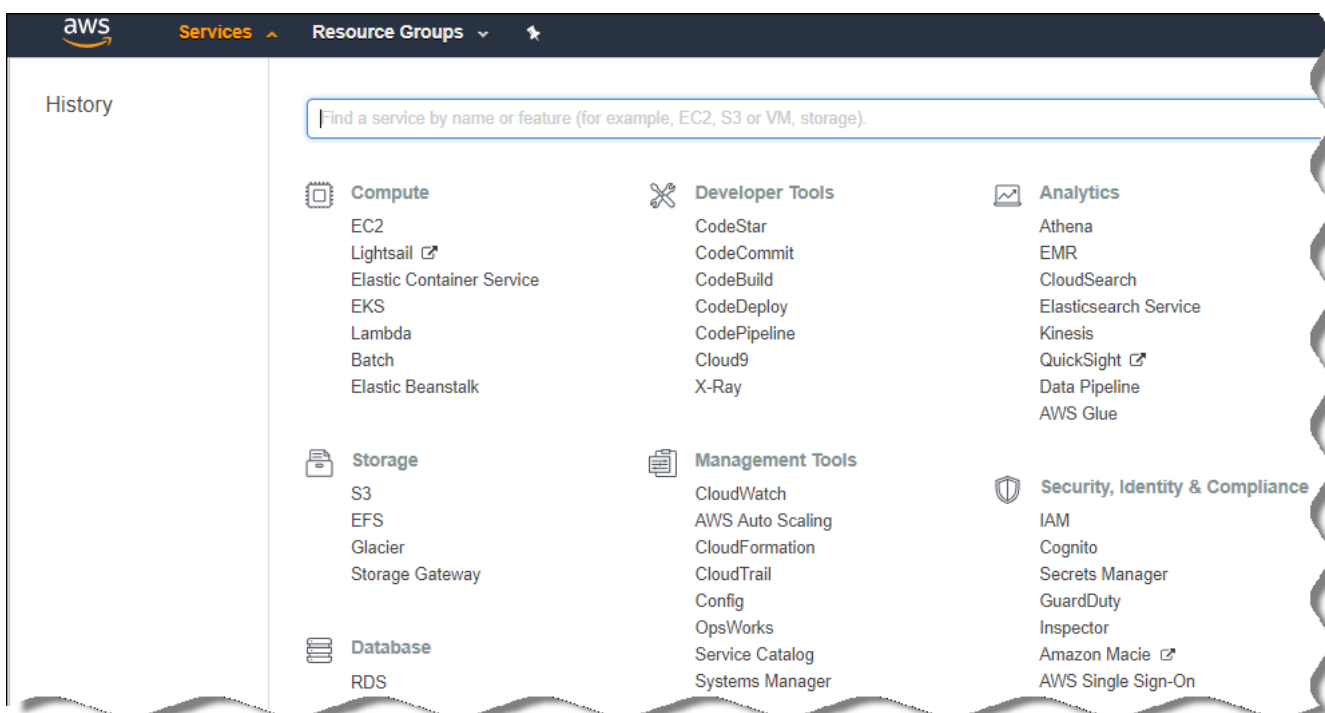 aws
Services
Resource Groups
History
Find a service by name or feature (for example, EC2, S3 or VM, storage).
Compute
EC2
Lightsail
Elastic Container Service
EKS
Lambda
Batch
Elastic Beanstalk
Storage
S3
EFS
Glacier
Storage Gateway
Database
RDS
Developer Tools
CodeStar
CodeCommit
CodeBuild
CodeDeploy
CodePipeline
Cloud9
X-Ray
Management Tools
CloudWatch
AWS Auto Scaling
CloudFormation
CloudTrail
Config
OpsWorks
Service Catalog
Systems Manager
Analytics
Athena
EMR
CloudSearch
Elasticsearch Service
Kinesis
QuickSight
Data Pipeline
AWS Glue
Security, Identity & Compliance
IAM
Cognito
Secrets Manager
GuardDuty
Inspector
Amazon Macie
AWS Single Sign-On